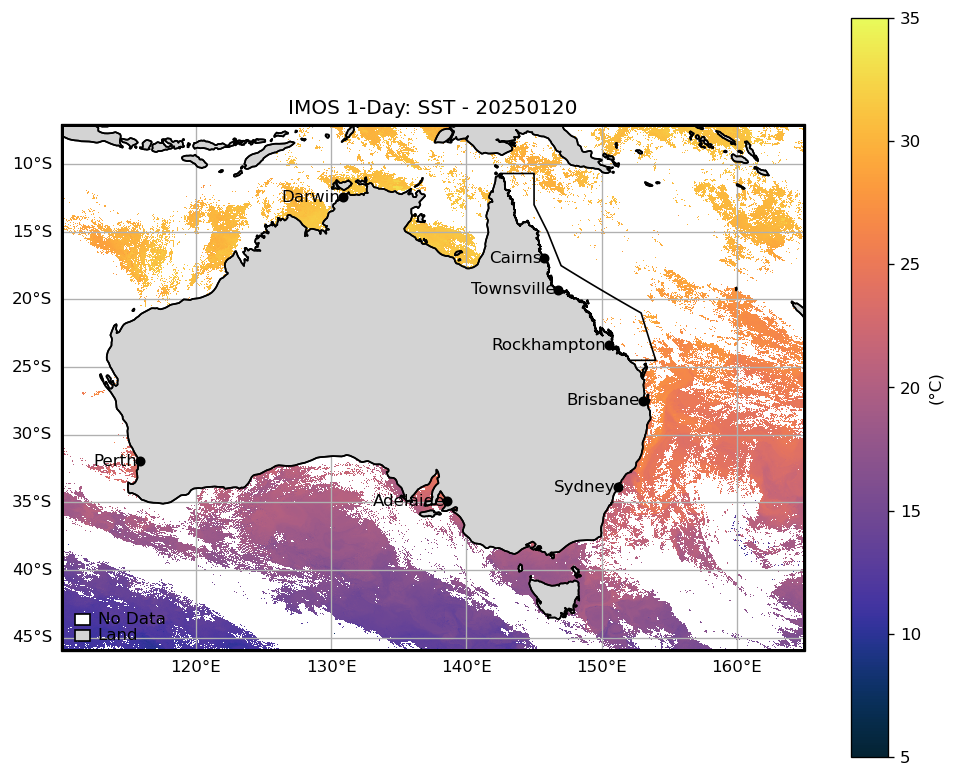 IMOS 1-Day: SST - 20250120
35
30
25
20
15
10
5
(°C)
10°S
15°S
20°S
25°S
30°S
35°S
40°S
45°S
Darwin
Cairns
Townsville
Rockhampton
Brisbane
Perth
Sydney
Adelaide
No Data
Land
120°E
130°E
140°E
150°E
160°E